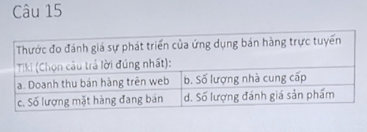 Câu 15
Thước đo đánh giá sự phát triển của ứng dụng bán hàng trực tuyến
Tiki (Chọn câu trả lời đúng nhất):
a. Doanh thu bán hàng trên web b. Số lượng nhà cung cấp
c. Số lượng mặt hàng đang bán d. Số lượng đánh giá sản phẩm